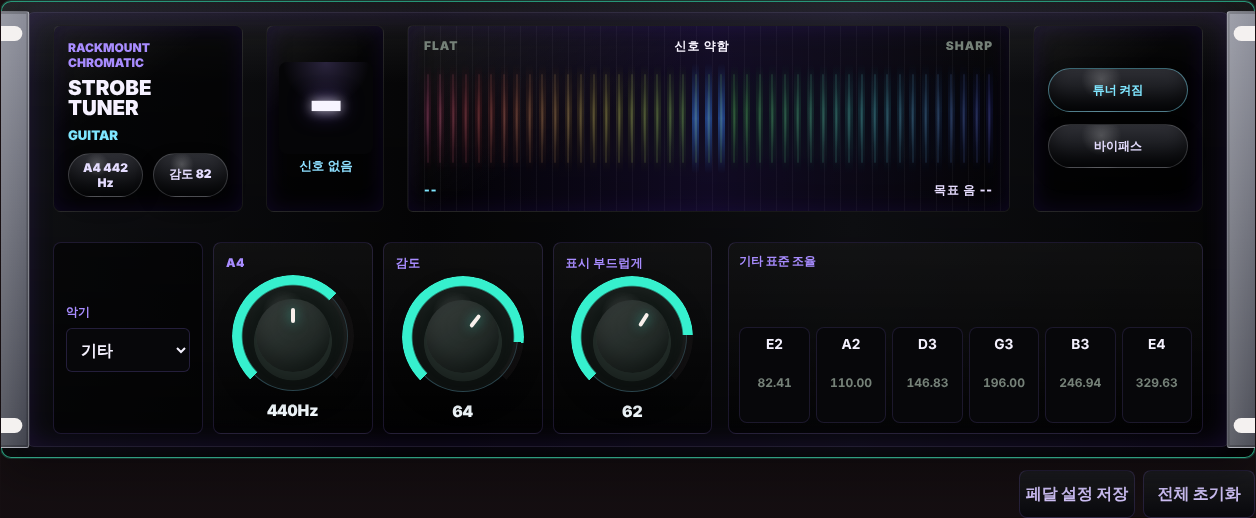 RACKMOUNT
CHROMATIC
STROBE
TUNER
GUITAR
A4 442
Hz
감도 82
-
신호 없음
FLAT
신호 약함
SHARP
--
목표 음 --
튜너 켜짐
바이패스
악기
기타
A4
440Hz
감도
64
표시 부드럽게
62
기타 표준 조율
E2
A2
D3
G3
B3
E4
82.41
110.00
146.83
196.00
246.94
329.63
페달 설정 저장
전체 초기화